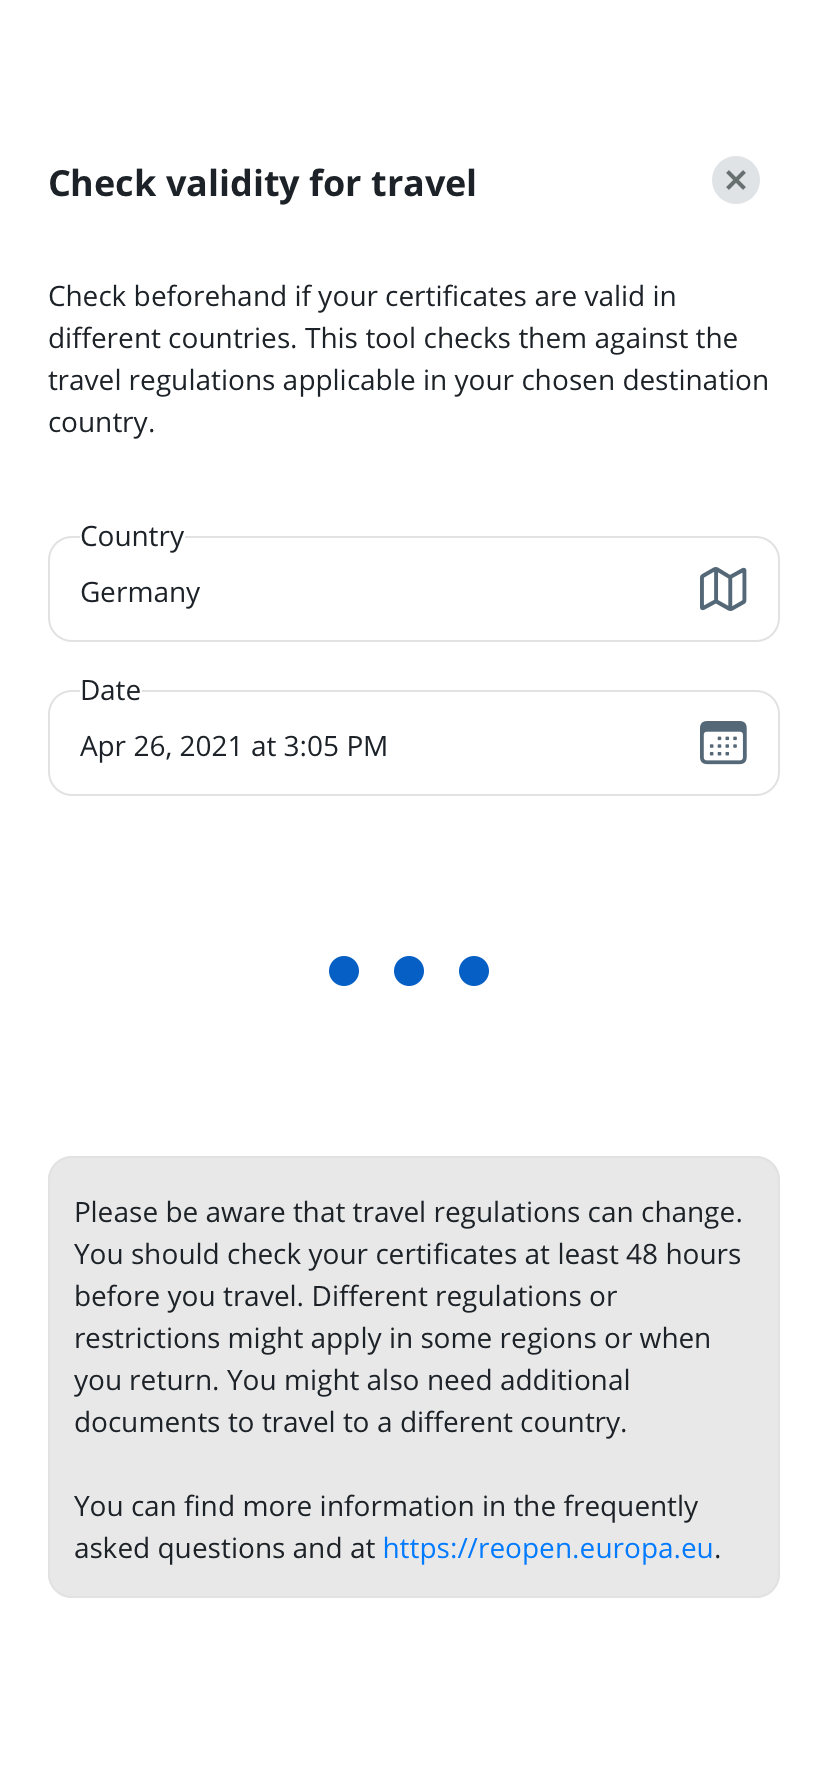 Check validity for travel
Check beforehand if your certificates are valid in
different countries. This tool checks them against the
travel regulations applicable in your chosen destination
country.
Country
Germany
Date
Apr 26, 2021 at 3:05 PM
Please be aware that travel regulations can change.
You should check your certificates at least 48 hours
before you travel. Different regulations or
restrictions might apply in some regions or when
you return. You might also need additional
documents to travel to a different country.
You can find more information in the frequently
asked questions and at https://reopen.europa.eu.